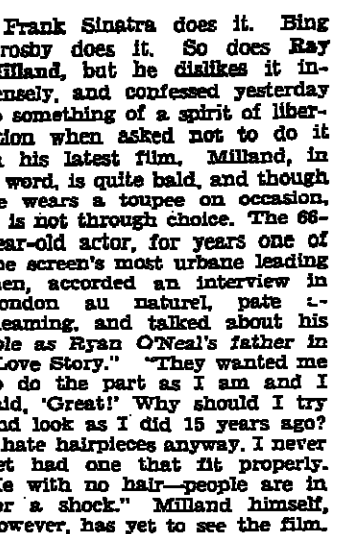 Frank Sinatra does it. Bing
rosby does it. So does Ray
illand, but he dislikes it in-
ensely, and confessed yesterday
o something of a spirit of liber-
tion when asked not to do it
n his latest film. Milland, in
word, is quite bald, and though
e wears a toupee on occasion,
is not through choice. The 66-
ear-old actor, for years one of
he screen's most urbane leading
en, accorded an interview in
ondon au naturel, pate
leaming, and talked about his
ole as Ryan O'Neal's father in
Love Story." "They wanted me
o do the part as I am and I
aid, 'Great!' Why should I try
nd look as I did 15 years ago?
hate hairpieces anyway. I never
et had one that fit properly.
e with no hair—people are in
or a shock." Milland himself,
owever, has yet to see the film.